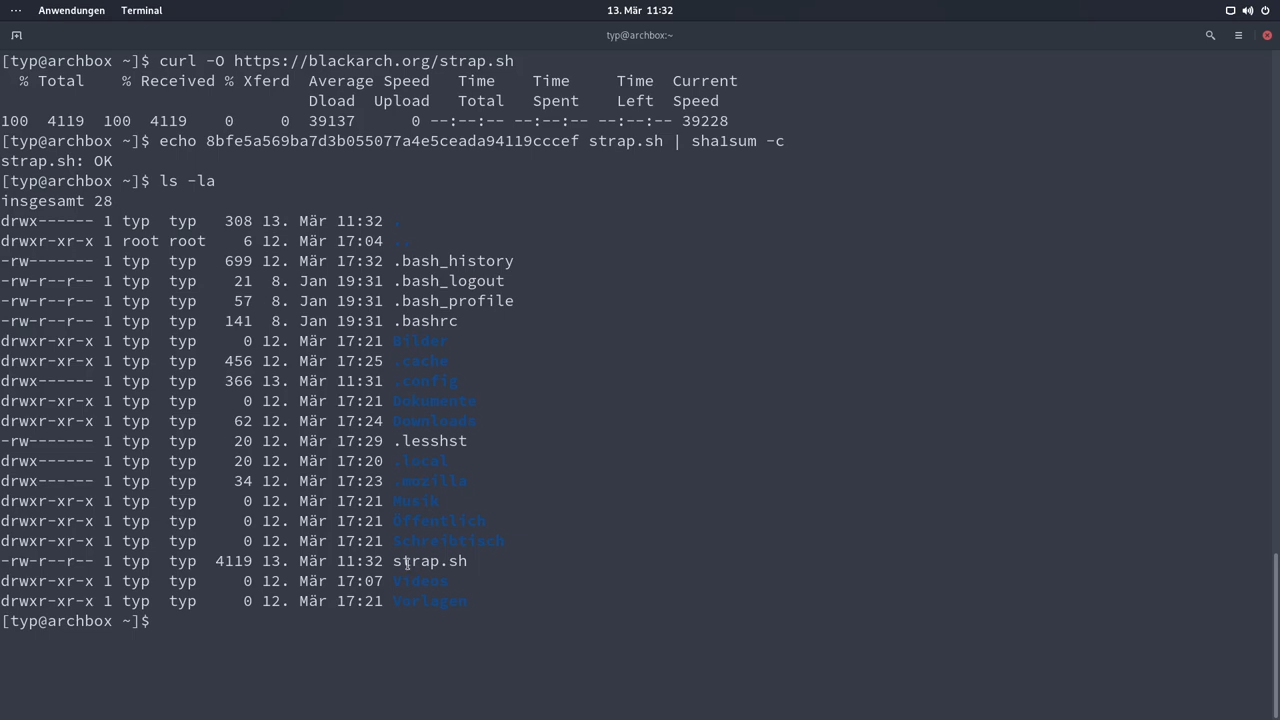 Anwendungen Terminal 13. Mär 11:32
typ@archbox:~
[typ@archbox ~]$ curl -O https://blackarch.org/strap.sh
% Total % Received % Xferd Average Speed Time Time Time Current
Dload Upload Total Spent Left Speed
100 4119 100 4119 0 0 39137 0 --:--:-- --:--:-- --:--:-- 39228
[typ@archbox ~]$ echo 8bfe5a569ba7d3b055077a4e5ceada94119cccef strap.sh | sha1sum -c
strap.sh: OK
[typ@archbox ~]$ ls -la
insgesamt 28
drwx------ 1 typ typ 308 13. Mär 11:32 .
drwxr-xr-x 1 root root 6 12. Mär 17:04 ..
-rw------- 1 typ typ 699 12. Mär 17:32 .bash_history
-rw-r--r-- 1 typ typ 21 8. Jan 19:31 .bash_logout
-rw-r--r-- 1 typ typ 57 8. Jan 19:31 .bash_profile
-rw-r--r-- 1 typ typ 141 8. Jan 19:31 .bashrc
drwxr-xr-x 1 typ typ 0 12. Mär 17:21 Bilder
drwxr-xr-x 1 typ typ 456 12. Mär 17:25 .cache
drwx------ 1 typ typ 366 13. Mär 11:31 .config
drwxr-xr-x 1 typ typ 0 12. Mär 17:21 Dokumente
drwxr-xr-x 1 typ typ 62 12. Mär 17:24 Downloads
-rw------- 1 typ typ 20 12. Mär 17:29 .lesshst
drwx------ 1 typ typ 20 12. Mär 17:20 .local
drwx------ 1 typ typ 34 12. Mär 17:23 .mozilla
drwxr-xr-x 1 typ typ 0 12. Mär 17:21 Musik
drwxr-xr-x 1 typ typ 0 12. Mär 17:21 Öffentlich
drwxr-xr-x 1 typ typ 0 12. Mär 17:21 Schreibtisch
-rw-r--r-- 1 typ typ 4119 13. Mär 11:32 strap.sh
drwxr-xr-x 1 typ typ 0 12. Mär 17:07 Videos
drwxr-xr-x 1 typ typ 0 12. Mär 17:21 Vorlagen
[typ@archbox ~]$